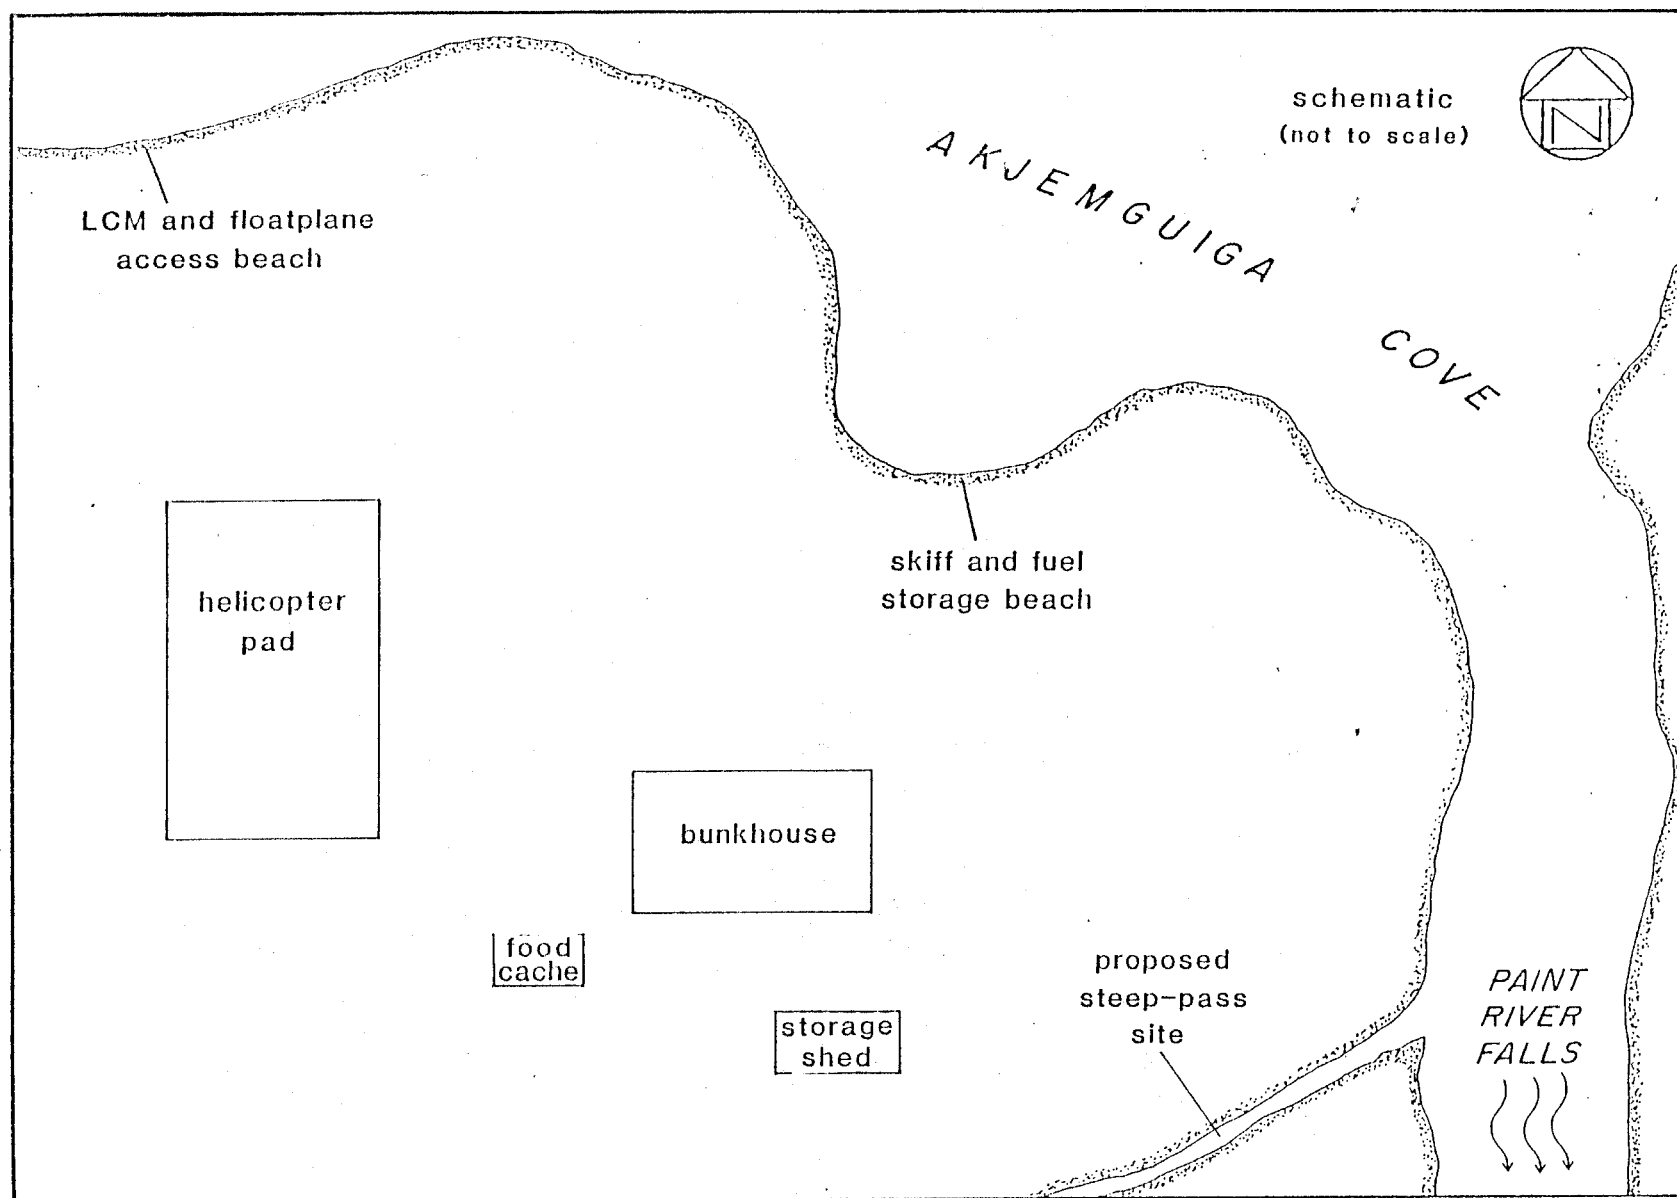 schematic
(not to scale)
N
AKJEMGUIGA
COVE
LCM and floatplane
access beach
skiff and fuel
storage beach
helicopter
pad
bunkhouse
food
cache
storage
shed
proposed
steep-pass
site
PAINT
RIVER
FALLS